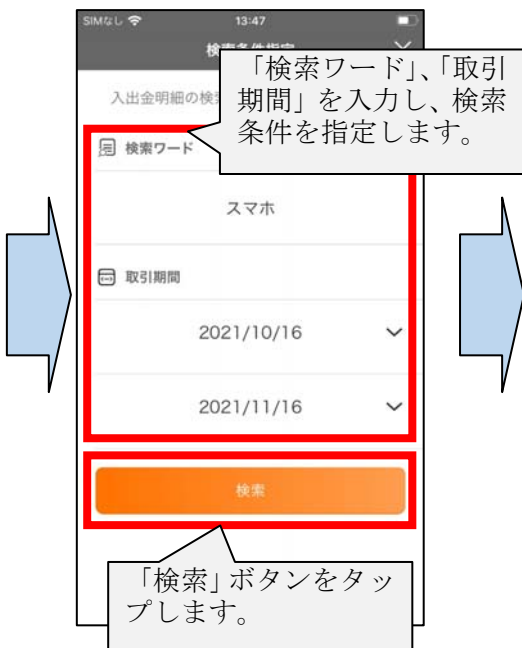 SIMなし 13:47
「検索ワード」、「取引
期間」を入力し、検索
条件を指定します。
入出金明細の検
検索ワード
スマホ
取引期間
2021/10/16
2021/11/16
検索
「検索」ボタンをタッ
プします。